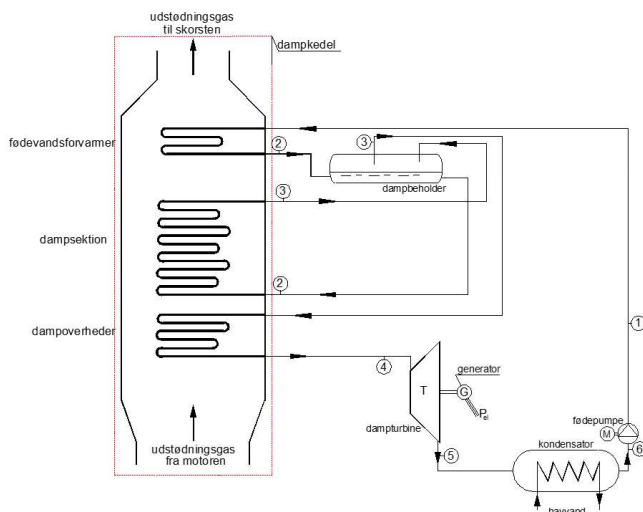 udstødningsgas
til skorsten
dampkedel
fødevandsforvarmer
2
3
dampbeholder
3
dampsektion
2
dampoverheder
1
4
generator
T
G
P el
dampturbine
fødepumpe
M
5
kondensator
6
udstødningsgas
fra motoren
havvand